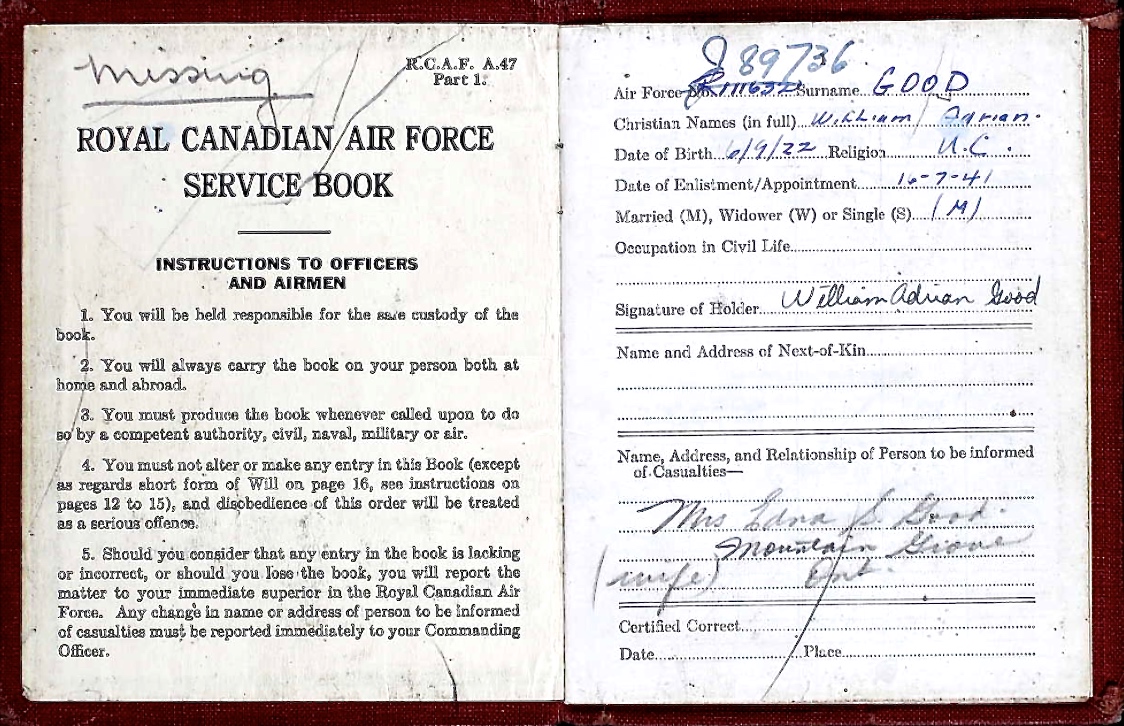 Missing
R.C.A.F. A.47
Part 1.
ROYAL CANADIAN AIR FORCE
SERVICE BOOK
INSTRUCTIONS TO OFFICERS
AND AIRMEN
1. You will be held responsible for the safe custody of the
book.
2. You will always carry the book on your person both at
home and abroad.
3. You must produce the book whenever called upon to do
so by a competent authority, civil, naval, military or air.
4. You must not alter or make any entry in this Book (except
as regards short form of Will on page 16, see instructions on
pages 12 to 15), and disobedience of this order will be treated
as a serious offence.
5. Should you consider that any entry in the book is lacking
or incorrect, or should you lose the book, you will report the
matter to your immediate superior in the Royal Canadian Air
Force. Any change in name or address of person to be informed
of casualties must be reported immediately to your Commanding
Officer.
J 89736
Air Force No. R111632 Surname GOOD
Christian Names (in full) William Adrian.
Date of Birth 6/9/22 Religion U.C.
Date of Enlistment/Appointment 16-7-41
Married (M), Widower (W) or Single (S) (M)
Occupation in Civil Life
Signature of Holder William Adrian Good
Name and Address of Next-of-Kin
Name, Address, and Relationship of Person to be informed
of Casualties—
Mrs Edna S. Good.
Mountain Grove
(wife) Ont.
Certified Correct
Date Place